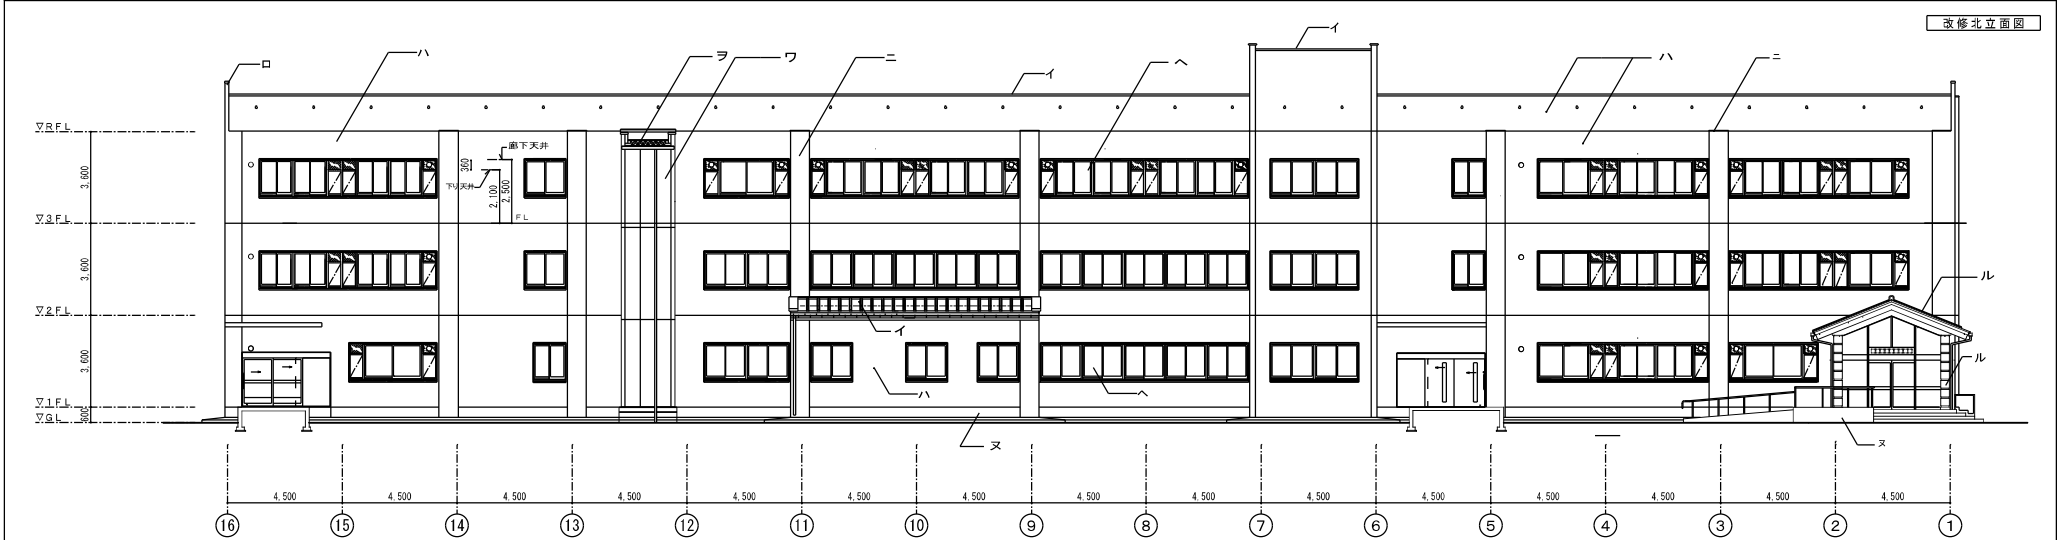 改修北立面図
イ
ロ
ハ
ヲ
ワ
ニ
イ
ヘ
ハ
ニ
▽RFL
廊下天井
360
下り天井
2,100
2,500
FL
3,600
▽3FL
3,600
▽2FL
イ
ル
ル
3,600
ハ
ヘ
▽1FL
600
▽GL
ヌ
ヌ
4,500 4,500 4,500 4,500 4,500 4,500 4,500 4,500 4,500 4,500 4,500 4,500 4,500 4,500 4,500
16 15 14 13 12 11 10 9 8 7 6 5 4 3 2 1